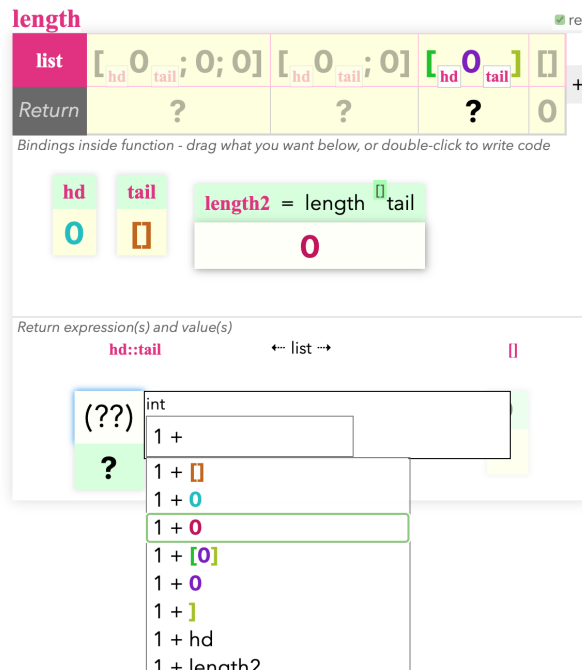 length
re
list [ 0 ; 0; 0] [ 0 ; 0] [ 0 ] []
hd tail hd tail hd tail
+
Return ? ? ? 0
Bindings inside function - drag what you want below, or double-click to write code
hd tail length2 = length [] tail
0 [] 0
Return expression(s) and value(s)
hd::tail ⇠ list ⇢ []
(??) int
1 +
?
1 + []
1 + 0
1 + 0
1 + [0]
1 + 0
1 + ]
1 + hd
1 + length2